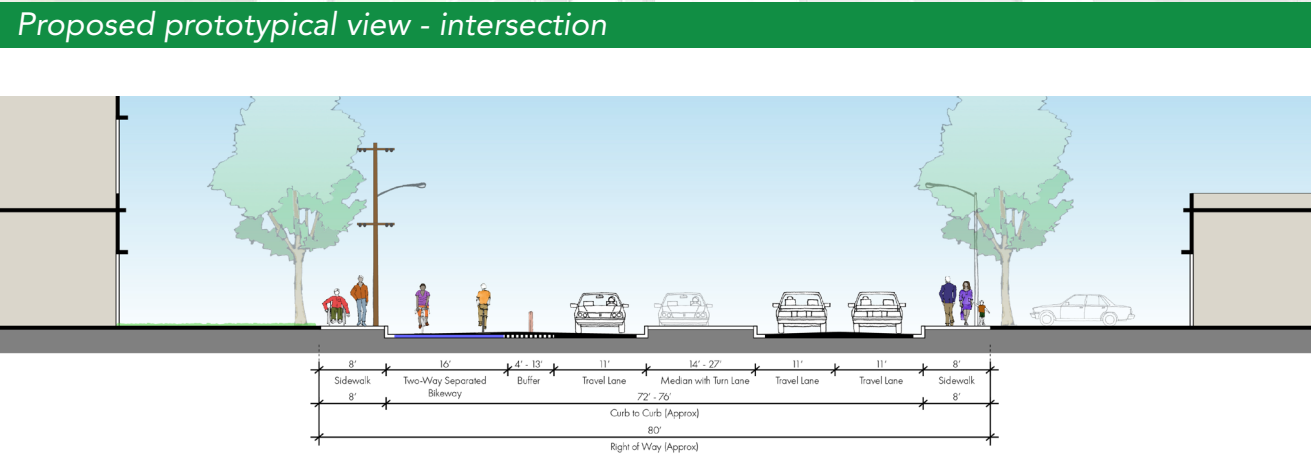 Proposed prototypical view - intersection
8' 16' 4' - 13' 11' 14' - 27' 11' 11' 8'
Sidewalk Two-Way Separated Buffer Travel Lane Median with Turn Lane Travel Lane Travel Lane Sidewalk
Bikeway
8' 72' - 76' 8'
Curb to Curb (Approx)
80'
Right of Way (Approx)